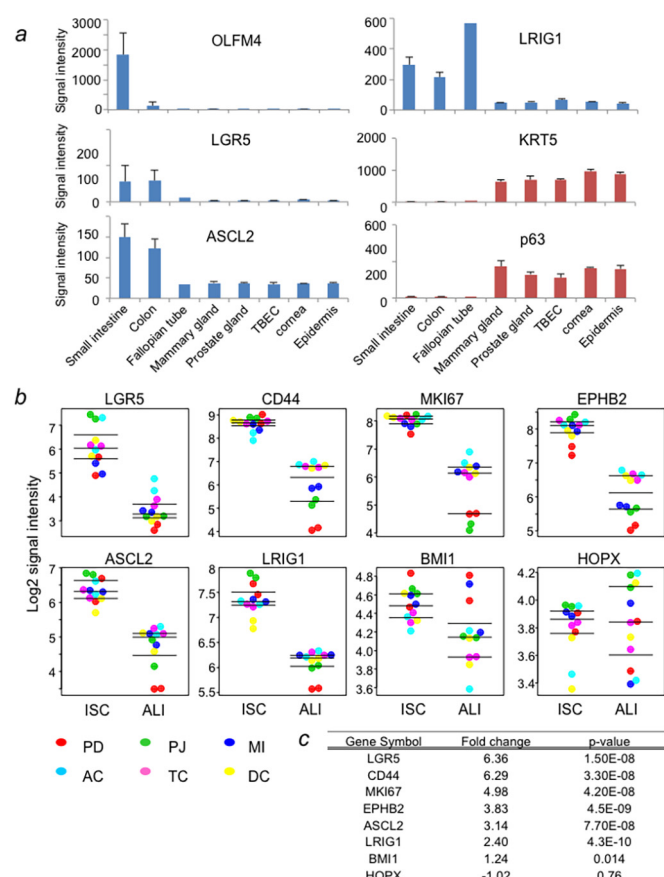 a
OLFM4
Signal intensity
3000
2000
1000
0
LRIG1
600
400
200
0
LGR5
Signal intensity
200
100
0
KRT5
2000
1000
0
ASCL2
Signal intensity
150
100
50
0
p63
600
400
200
0
Small intestine
Colon
Fallopian tube
Mammary gland
Prostate gland
TBEC
cornea
Epidermis
Small intestine
Colon
Fallopian tube
Mammary gland
Prostate gland
TBEC
cornea
Epidermis
b
Log2 signal intensity
LGR5
7
6
5
4
3
CD44
9
8
7
6
5
4
MKI67
8
7
6
5
4
EPHB2
8
7
6
5
ASCL2
7
6
5
4
LRIG1
8
7.5
7
6.5
6
5.5
BMI1
4.8
4.6
4.4
4.2
4.0
3.8
3.6
HOPX
4.2
4.0
3.8
3.6
3.4
ISC ALI
ISC ALI
ISC ALI
ISC ALI
PD PJ MI
AC TC DC
c
Gene Symbol Fold change p-value
LGR5 6.36 1.50E-08
CD44 6.29 3.30E-08
MKI67 4.98 4.20E-08
EPHB2 3.83 4.5E-09
ASCL2 3.14 7.70E-08
LRIG1 2.40 4.3E-10
BMI1 1.24 0.014
HOPX -1.02 0.76